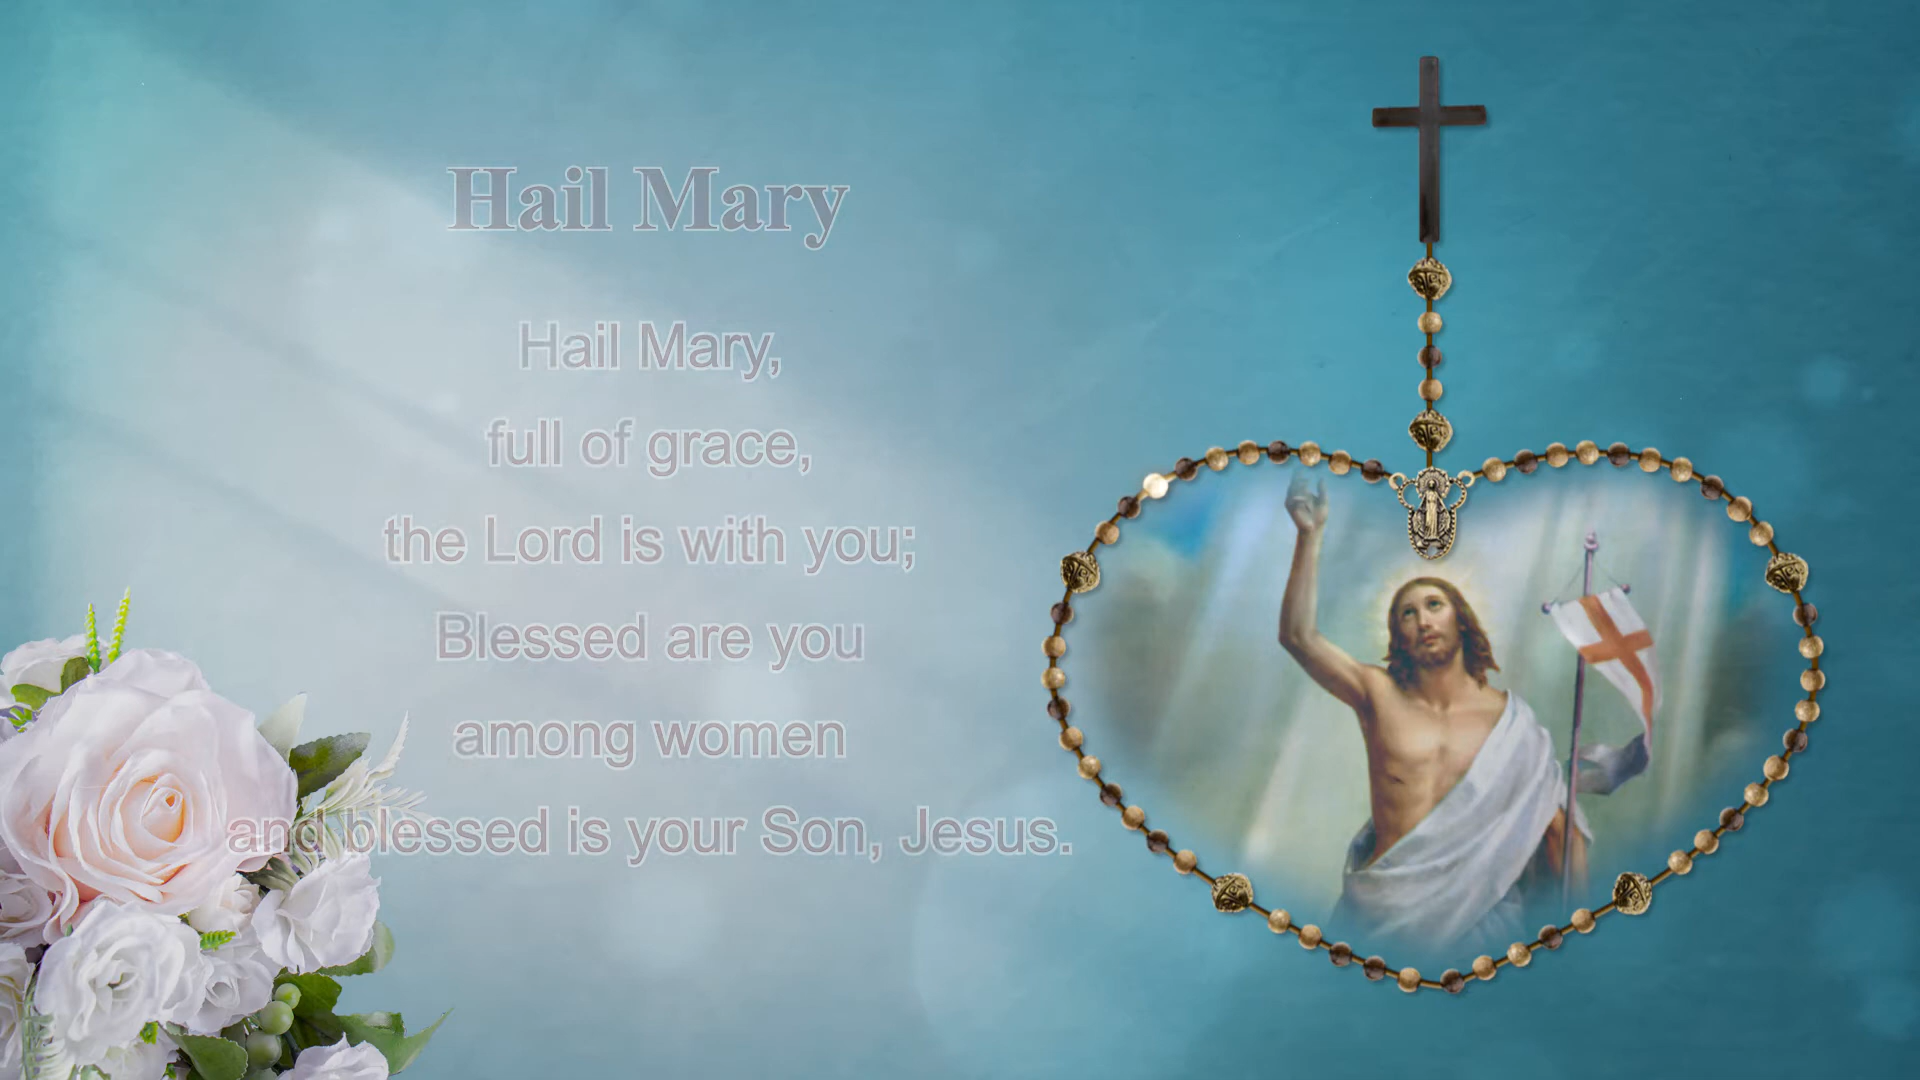 Hail Mary
Hail Mary,
full of grace,
the Lord is with you;
Blessed are you
among women
and blessed is your Son, Jesus.